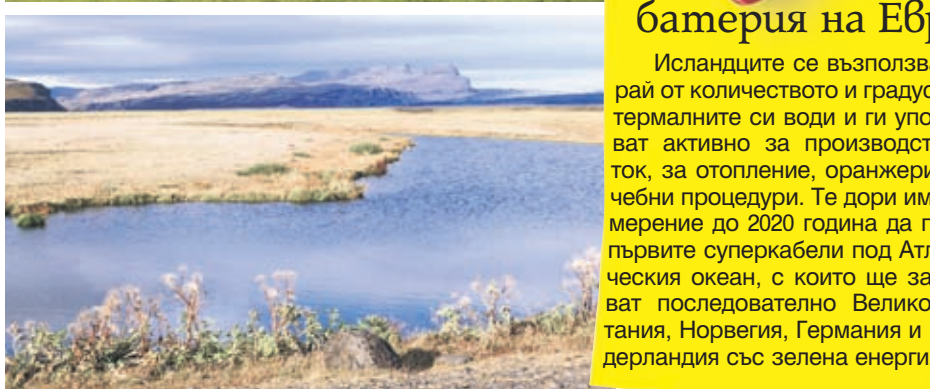 батерия на Евр
Исландците се възползва
рай от количеството и градус
термалните си води и ги упо
ват активно за производст
ток, за отопление, оранжери
чебни процедури. Те дори им
мерение до 2020 година да п
първите суперкабели под Атл
ческия океан, с които ще за
ват последователно Велико
тания, Норвегия, Германия и
дерландия със зелена енерги